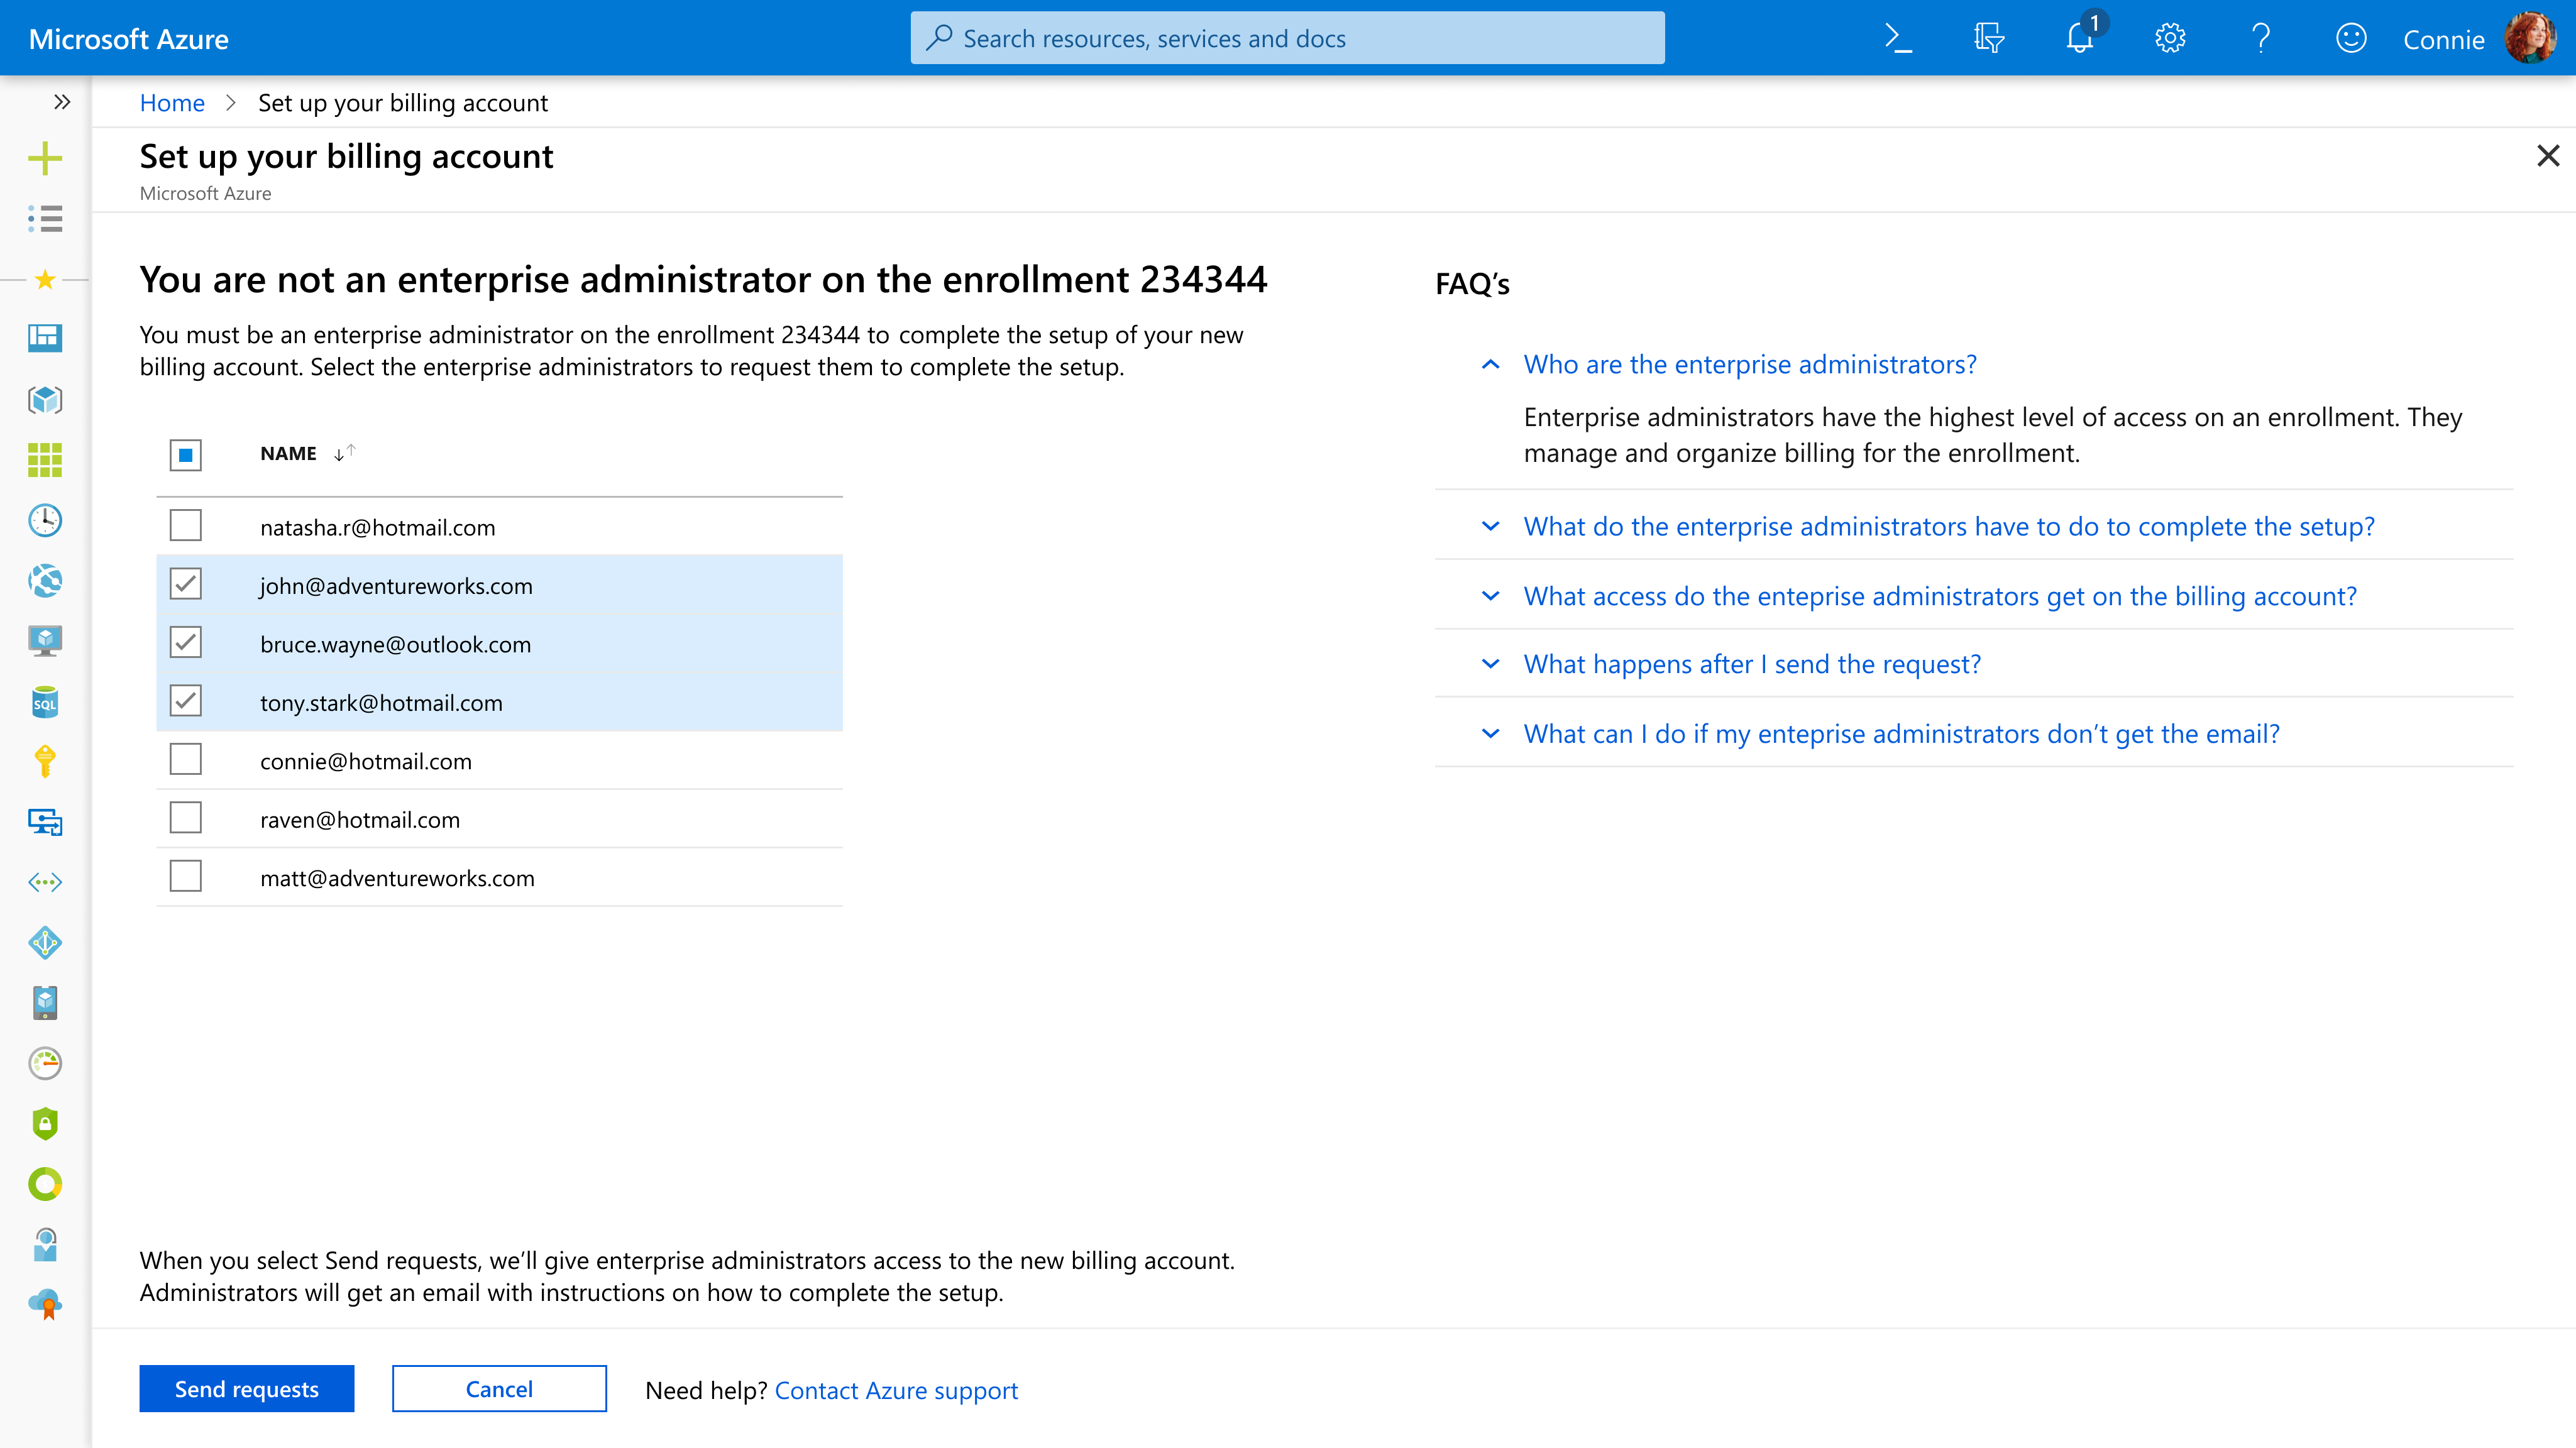 Microsoft Azure
Search resources, services and docs
1
Connie
Home
Set up your billing account
Set up your billing account
Microsoft Azure
You are not an enterprise administrator on the enrollment 234344
You must be an enterprise administrator on the enrollment 234344 to complete the setup of your new
billing account. Select the enterprise administrators to request them to complete the setup.
NAME
natasha.r@hotmail.com
john@adventureworks.com
bruce.wayne@outlook.com
tony.stark@hotmail.com
connie@hotmail.com
raven@hotmail.com
matt@adventureworks.com
FAQ’s
Who are the enterprise administrators?
Enterprise administrators have the highest level of access on an enrollment. They
manage and organize billing for the enrollment.
What do the enterprise administrators have to do to complete the setup?
What access do the enteprise administrators get on the billing account?
What happens after I send the request?
What can I do if my enteprise administrators don’t get the email?
SQL
When you select Send requests, we’ll give enterprise administrators access to the new billing account.
Administrators will get an email with instructions on how to complete the setup.
Send requests
Cancel
Need help? Contact Azure support